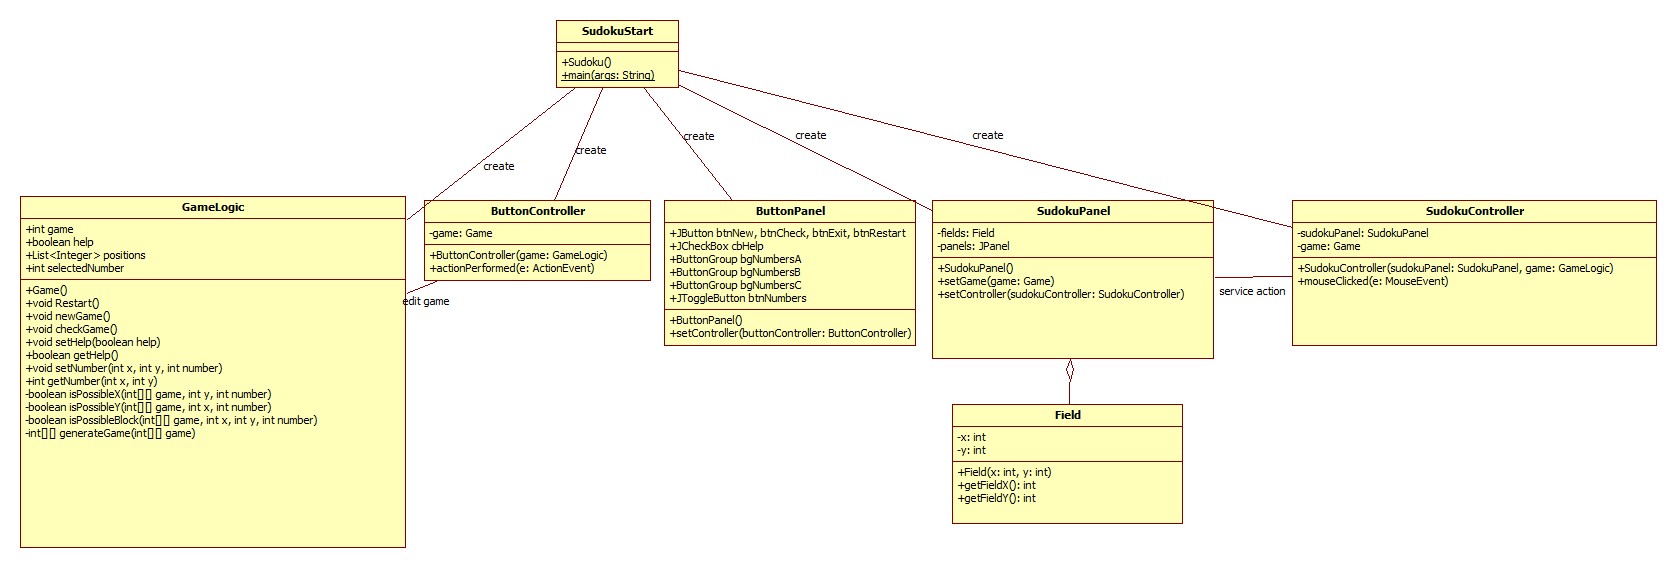 SudokuStart
+Sudoku()
+main(args: String)
create
create
create
create
create
GameLogic
+int game
+boolean help
+List<Integer> positions
+int selectedNumber
+Game()
+void Restart()
+void newGame()
+void checkGame()
+void setHelp(boolean help)
+boolean getHelp()
+void setNumber(int x, int y, int number)
+int getNumber(int x, int y)
-boolean isPossibleX(int[][] game, int y, int number)
-boolean isPossibleY(int[][] game, int x, int number)
-boolean isPossibleBlock(int[][] game, int x, int y, int number)
-int[][] generateGame(int[][] game)
ButtonController
-game: Game
+ButtonController(game: GameLogic)
+actionPerformed(e: ActionEvent)
edit game
ButtonPanel
+JButton btnNew, btnCheck, btnExit, btnRestart
+JCheckBox cbHelp
+ButtonGroup bgNumbersA
+ButtonGroup bgNumbersB
+ButtonGroup bgNumbersC
+JToggleButton btnNumbers
+ButtonPanel()
+setController(buttonController: ButtonController)
SudokuPanel
-fields: Field
-panels: JPanel
+SudokuPanel()
+setGame(game: Game)
+setController(sudokuController: SudokuController)
service action
SudokuController
-sudokuPanel: SudokuPanel
-game: Game
+SudokuController(sudokuPanel: SudokuPanel, game: GameLogic)
+mouseClicked(e: MouseEvent)
Field
-x: int
-y: int
+Field(x: int, y: int)
+getFieldX(): int
+getFieldY(): int